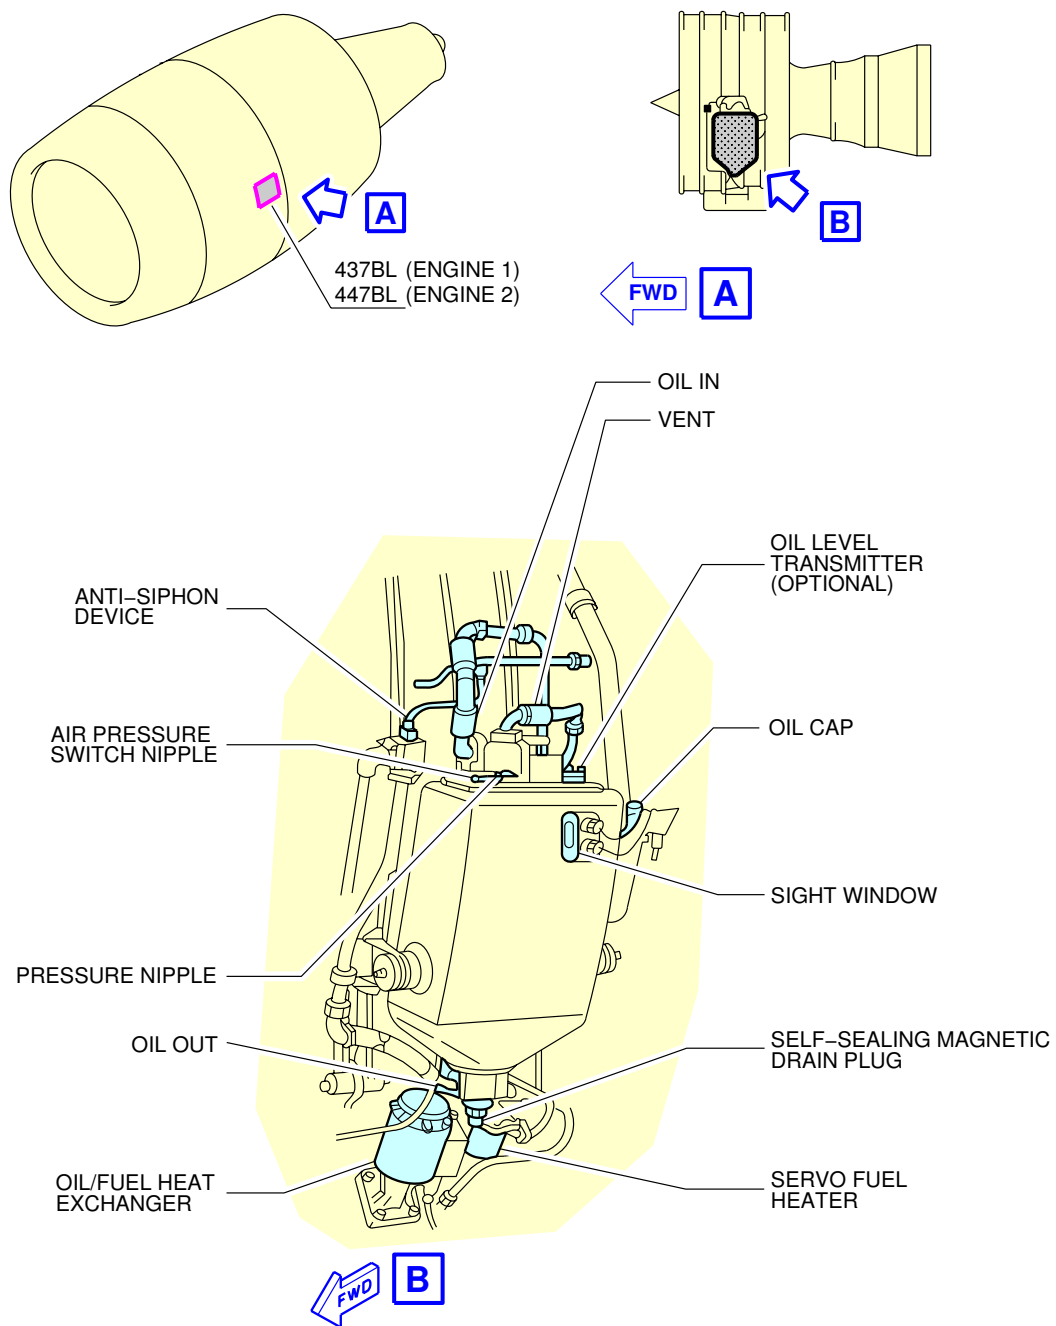 A
B
437BL (ENGINE 1)
447BL (ENGINE 2)
FWD
A
OIL IN
VENT
OIL LEVEL
TRANSMITTER
(OPTIONAL)
ANTI–SIPHON
DEVICE
AIR PRESSURE
SWITCH NIPPLE
OIL CAP
SIGHT WINDOW
PRESSURE NIPPLE
OIL OUT
SELF–SEALING MAGNETIC
DRAIN PLUG
OIL/FUEL HEAT
EXCHANGER
SERVO FUEL
HEATER
FWD
B